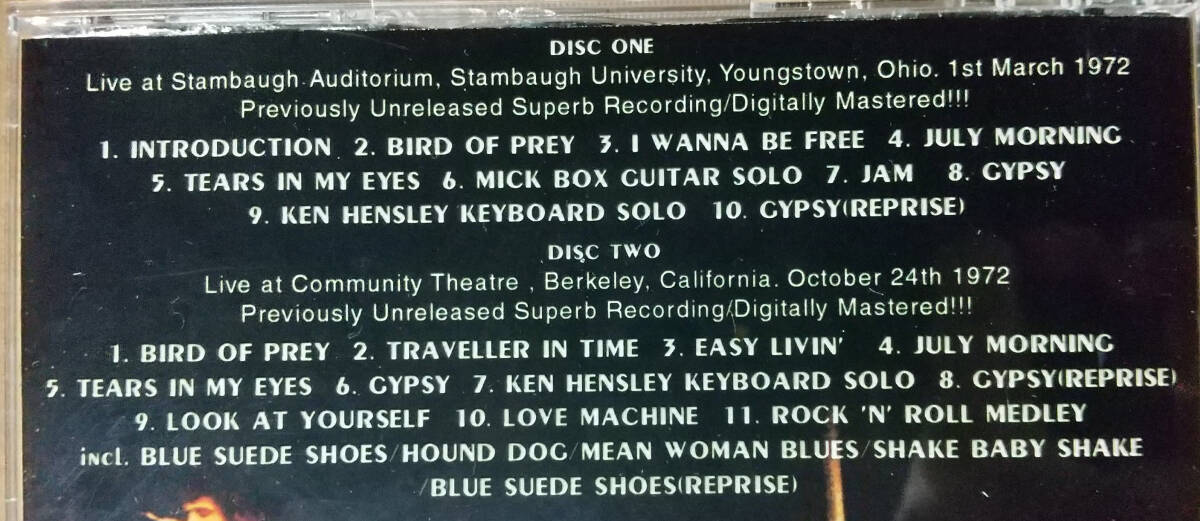 DISC ONE
Live at Stambaugh Auditorium, Stambaugh University, Youngstown, Ohio. 1st March 1972
Previously Unreleased Superb Recording/Digitally Mastered!!!
1. INTRODUCTION 2. BIRD OF PREY 3. I WANNA BE FREE 4. JULY MORNING
5. TEARS IN MY EYES 6. MICK BOX GUITAR SOLO 7. JAM 8. GYPSY
9. KEN HENSLEY KEYBOARD SOLO 10. GYPSY(REPRISE)
DISC TWO
Live at Community Theatre , Berkeley, California. October 24th 1972
Previously Unreleased Superb Recording/Digitally Mastered!!!
1. BIRD OF PREY 2. TRAVELLER IN TIME 3. EASY LIVIN' 4. JULY MORNING
5. TEARS IN MY EYES 6. GYPSY 7. KEN HENSLEY KEYBOARD SOLO 8. GYPSY(REPRISE)
9. LOOK AT YOURSELF 10. LOVE MACHINE 11. ROCK 'N' ROLL MEDLEY
incl. BLUE SUEDE SHOES/HOUND DOG/MEAN WOMAN BLUES/SHAKE BABY SHAKE
/BLUE SUEDE SHOES(REPRISE)